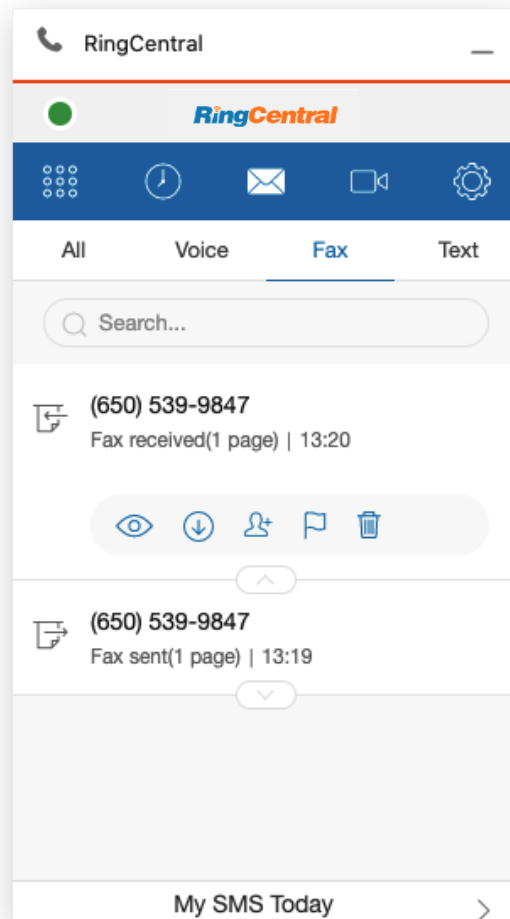 RingCentral
RingCentral
All Voice Fax Text
Search...
(650) 539-9847
Fax received(1 page) | 13:20
(650) 539-9847
Fax sent(1 page) | 13:19
My SMS Today